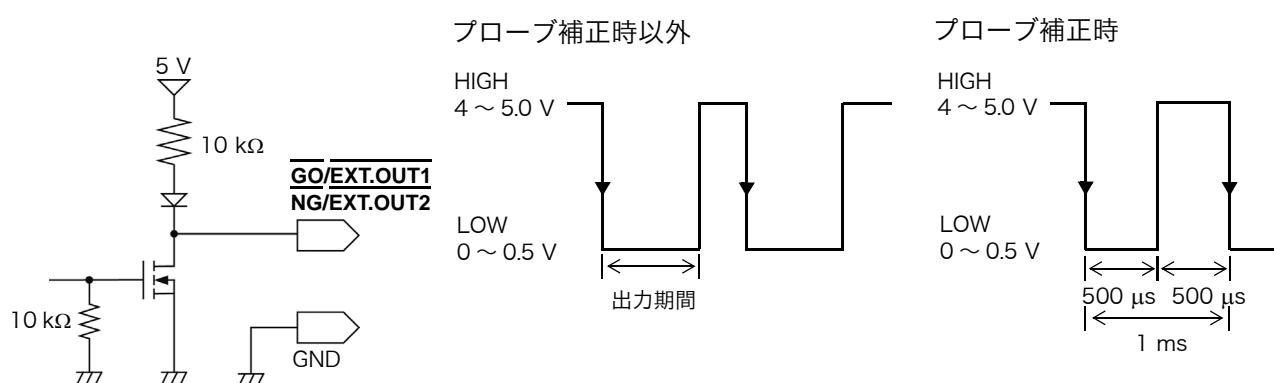 プローブ補正時以外
プローブ補正時
5 V
10 kΩ
GO/EXT.OUT1
NG/EXT.OUT2
10 kΩ
GND
HIGH
4 ～ 5.0 V
LOW
0 ～ 0.5 V
出力期間
HIGH
4 ～ 5.0 V
LOW
0 ～ 0.5 V
500 μs
500 μs
1 ms